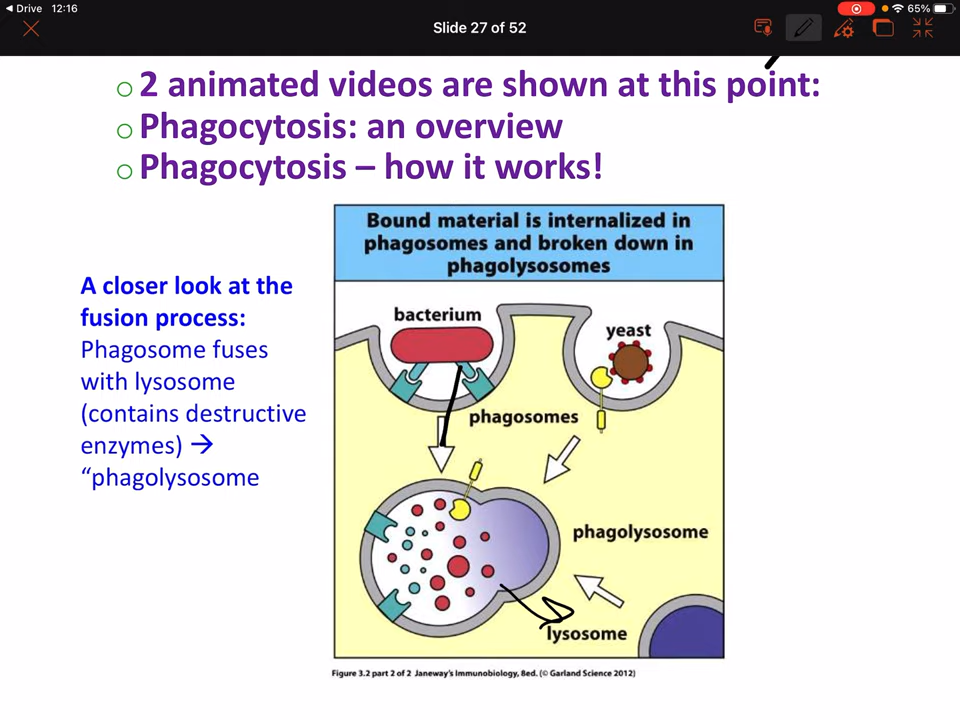 Drive 12:16 65%
Slide 27 of 52
2 animated videos are shown at this point:
Phagocytosis: an overview
Phagocytosis – how it works!
Bound material is internalized in
phagosomes and broken down in
phagolysosomes
A closer look at the
fusion process:
Phagosome fuses
with lysosome
(contains destructive
enzymes) →
“phagolysosome
bacterium
yeast
phagosomes
phagolysosome
lysosome
Figure 3.2 part 2 of 2 Janeway's Immunobiology, 8ed. (© Garland Science 2012)